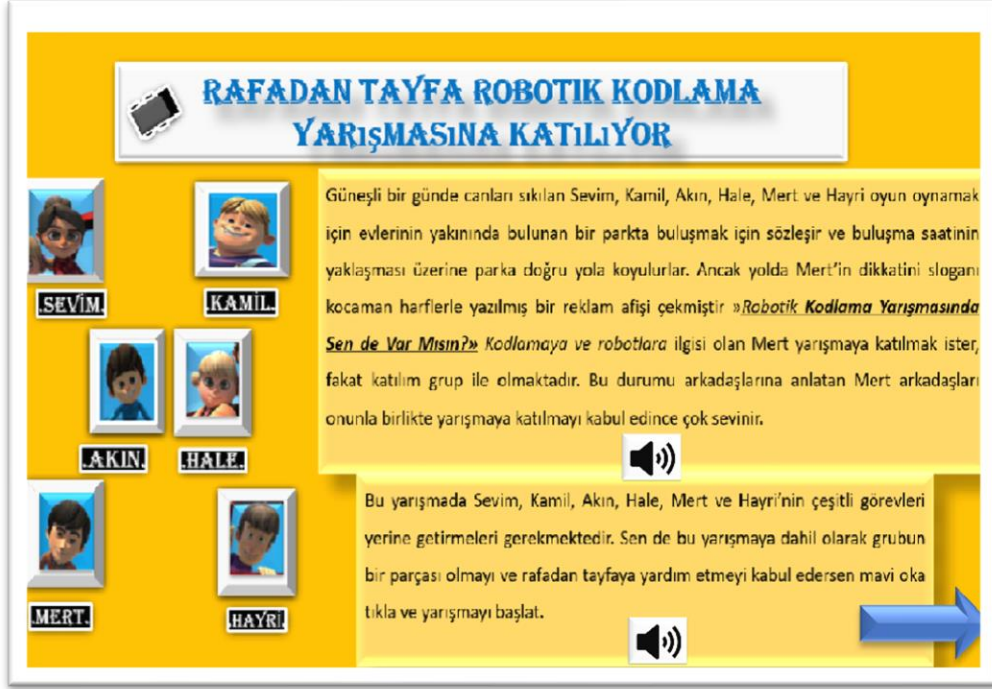 RAFADAN TAYFA ROBOTIK KODLAMA
YARIŞMASINA KATILIYOR
.SEVİM.
.KAMİL.
.AKIN.
.HALE.
.MERT.
.HAYRİ.
Güneşli bir günde canları sıkılan Sevim, Kamil, Akın, Hale, Mert ve Hayri oyun oynamak
için evlerinin yakınında bulunan bir parkta buluşmak için sözleşir ve buluşma saatinin
yaklaşması üzerine parka doğru yola koyulurlar. Ancak yolda Mert’in dikkatini sloganı
kocaman harflerle yazılmış bir reklam afişi çekmiştir »Robotik Kodlama Yarışmasında
Sen de Var Mısın?» Kodlamaya ve robotlara ilgisi olan Mert yarışmaya katılmak ister,
fakat katılım grup ile olmaktadır. Bu durumu arkadaşlarına anlatan Mert arkadaşları
onunla birlikte yarışmaya katılmayı kabul edince çok sevinir.
Bu yarışmada Sevim, Kamil, Akın, Hale, Mert ve Hayri’nin çeşitli görevleri
yerine getirmeleri gerekmektedir. Sen de bu yarışmaya dahil olarak grubun
bir parçası olmayı ve rafadan tayfaya yardım etmeyi kabul edersen mavi oka
tıkla ve yarışmayı başlat.